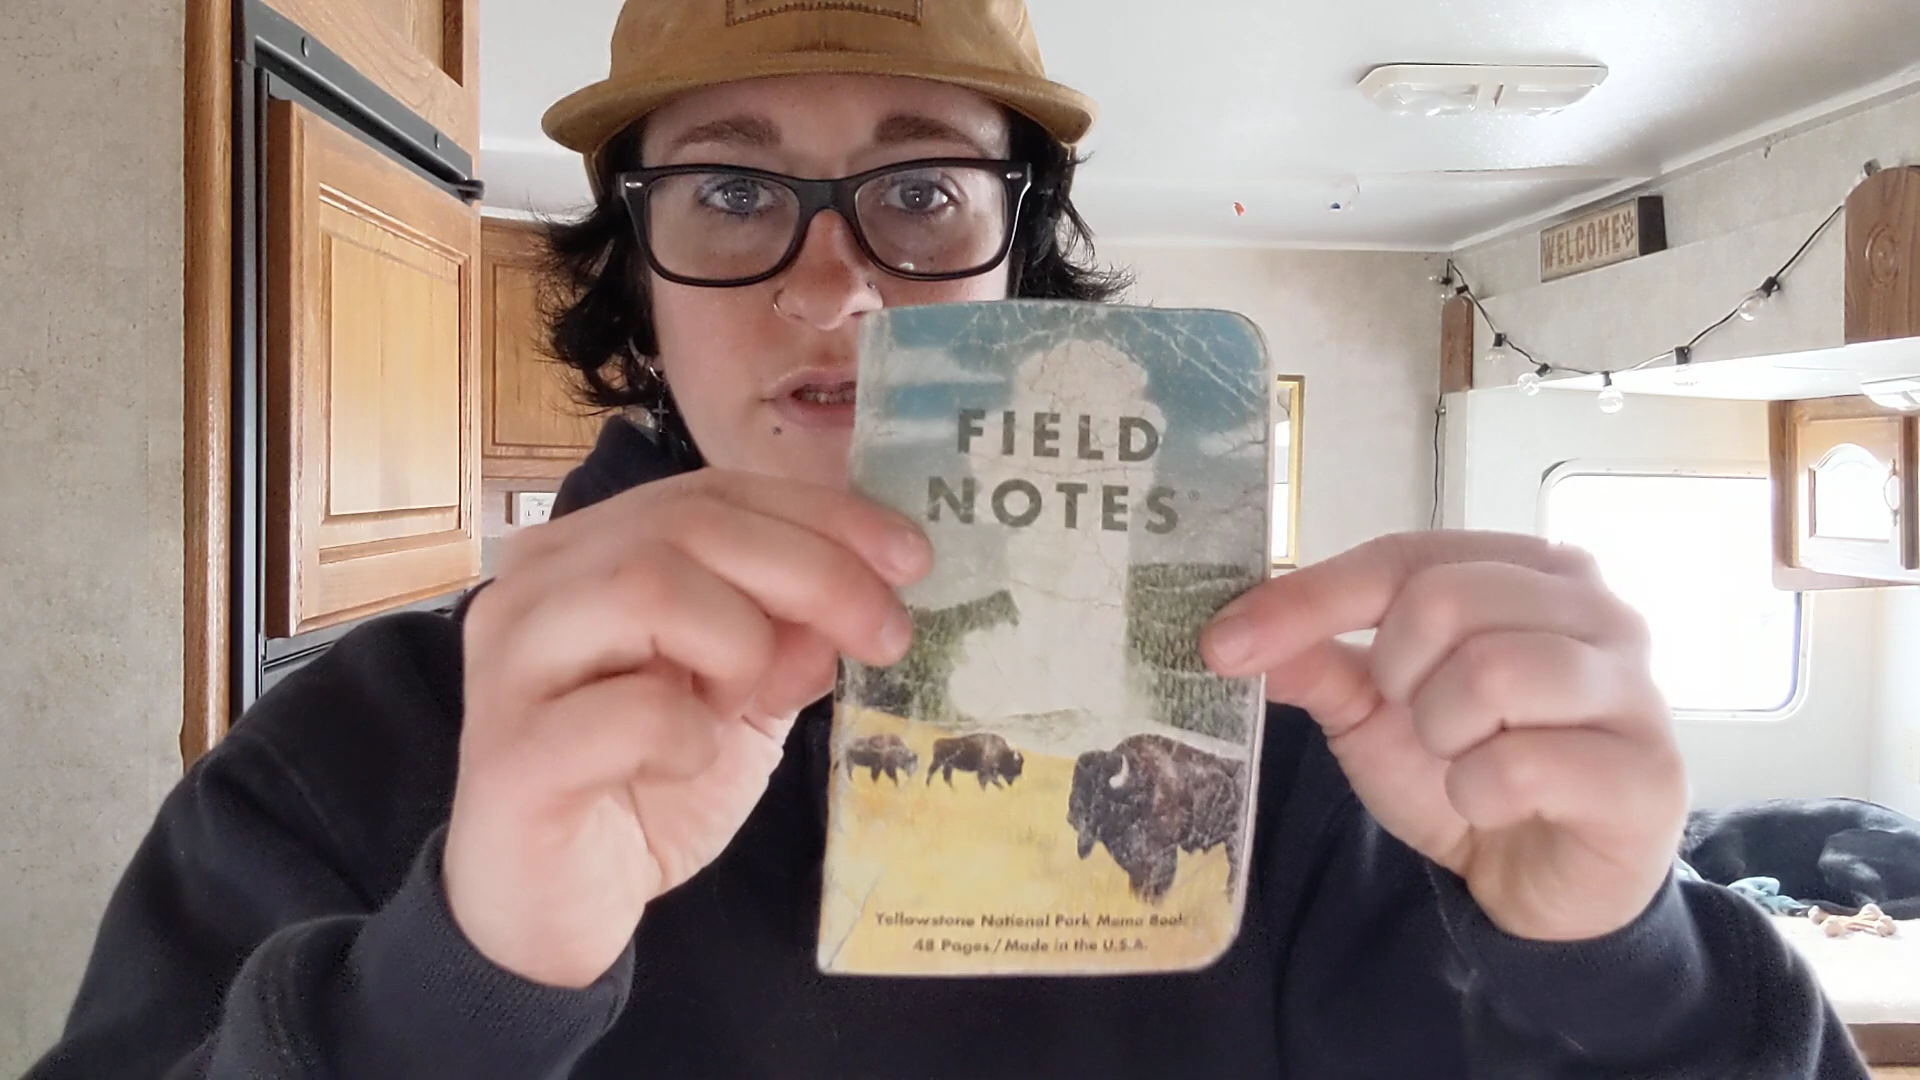 WELCOME
FIELD
NOTES®
Yellowstone National Park Memo Book
48 Pages / Made in the U.S.A.